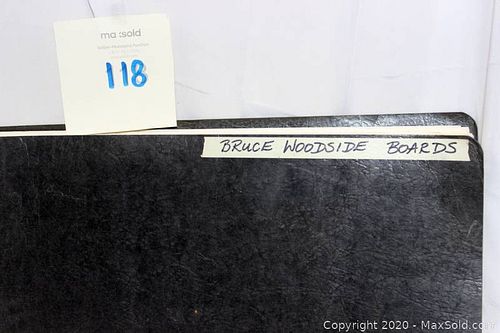 ma :sold
118
BRUCE WOODSIDE BOARDS
Copyright © 2020 - MaxSold.com